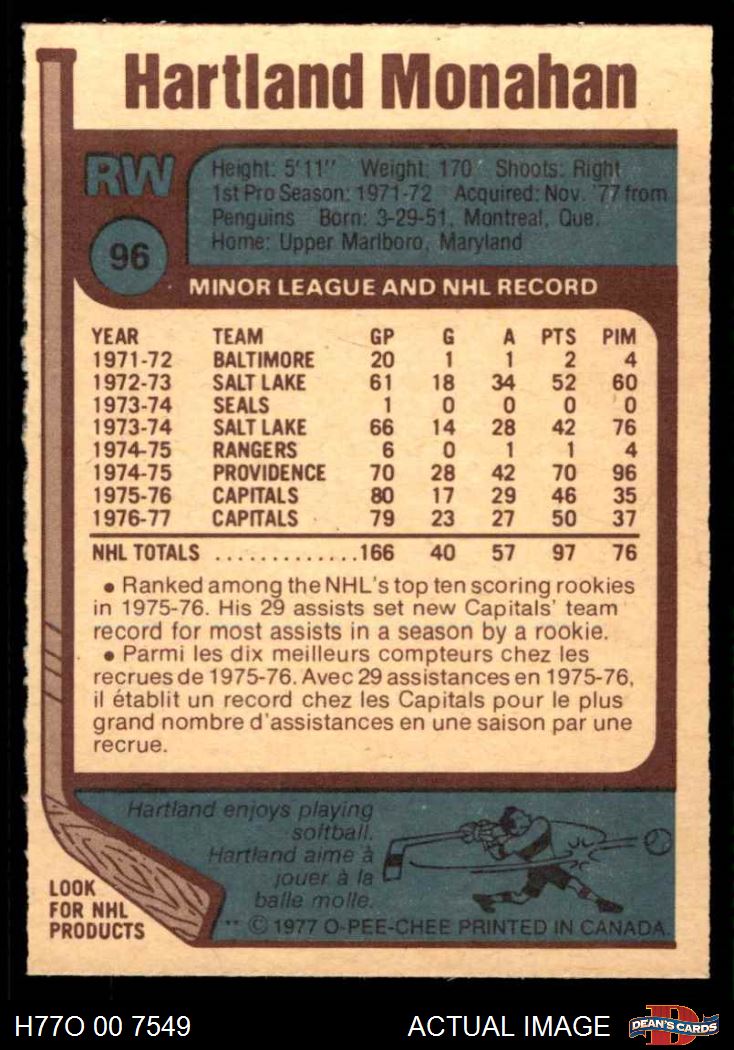 Hartland Monahan
RW
Height: 5'11" Weight: 170 Shoots: Right
1st Pro Season: 1971-72 Acquired: Nov. '77 from
Penguins Born: 3-29-51, Montreal, Que.
Home: Upper Marlboro, Maryland
96
MINOR LEAGUE AND NHL RECORD
YEAR TEAM GP G A PTS PIM
1971-72 BALTIMORE 20 1 1 2 4
1972-73 SALT LAKE 61 18 34 52 60
1973-74 SEALS 1 0 0 0 0
1973-74 SALT LAKE 66 14 28 42 76
1974-75 RANGERS 6 0 1 1 4
1974-75 PROVIDENCE 70 28 42 70 96
1975-76 CAPITALS 80 17 29 46 35
1976-77 CAPITALS 79 23 27 50 37
NHL TOTALS .............166 40 57 97 76
• Ranked among the NHL's top ten scoring rookies
in 1975-76. His 29 assists set new Capitals' team
record for most assists in a season by a rookie.
• Parmi les dix meilleurs compteurs chez les
recrues de 1975-76. Avec 29 assistances en 1975-76,
il établit un record chez les Capitals pour le plus
grand nombre d'assistances en une saison par une
recrue.
Hartland enjoys playing
softball.
Hartland aime à
jouer à la
balle molle.
LOOK
FOR NHL
PRODUCTS
** © 1977 O-PEE-CHEE PRINTED IN CANADA.
H77O 00 7549
ACTUAL IMAGE
D
DEAN'S CARDS